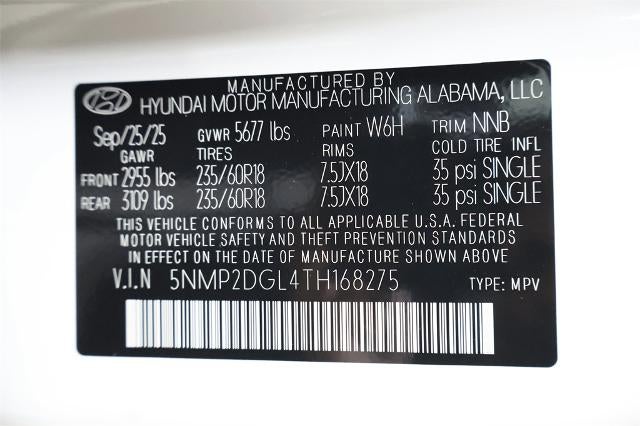 MANUFACTURED BY
HYUNDAI MOTOR MANUFACTURING ALABAMA, LLC
Sep/25/25 GVWR 5677 lbs PAINT W6H TRIM NNB
GAWR TIRES RIMS COLD TIRE INFL
FRONT 2955 lbs 235/60R18 7.5JX18 35 psi SINGLE
REAR 3109 lbs 235/60R18 7.5JX18 35 psi SINGLE
THIS VEHICLE CONFORMS TO ALL APPLICABLE U.S.A. FEDERAL
MOTOR VEHICLE SAFETY AND THEFT PREVENTION STANDARDS
IN EFFECT ON THE DATE OF MANUFACTURE SHOWN ABOVE
V.I.N 5NMP2DGL4TH168275 TYPE: MPV